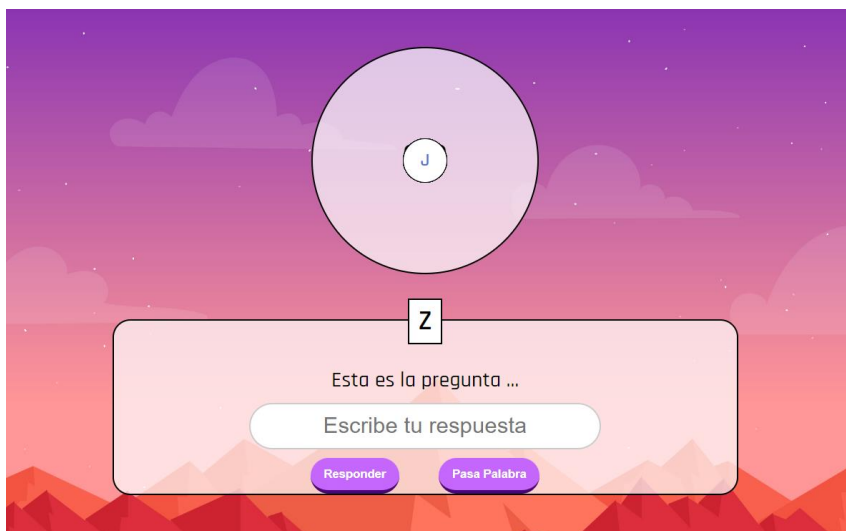 J
Z
Esta es la pregunta ...
Escribe tu respuesta
Responder Pasa Palabra